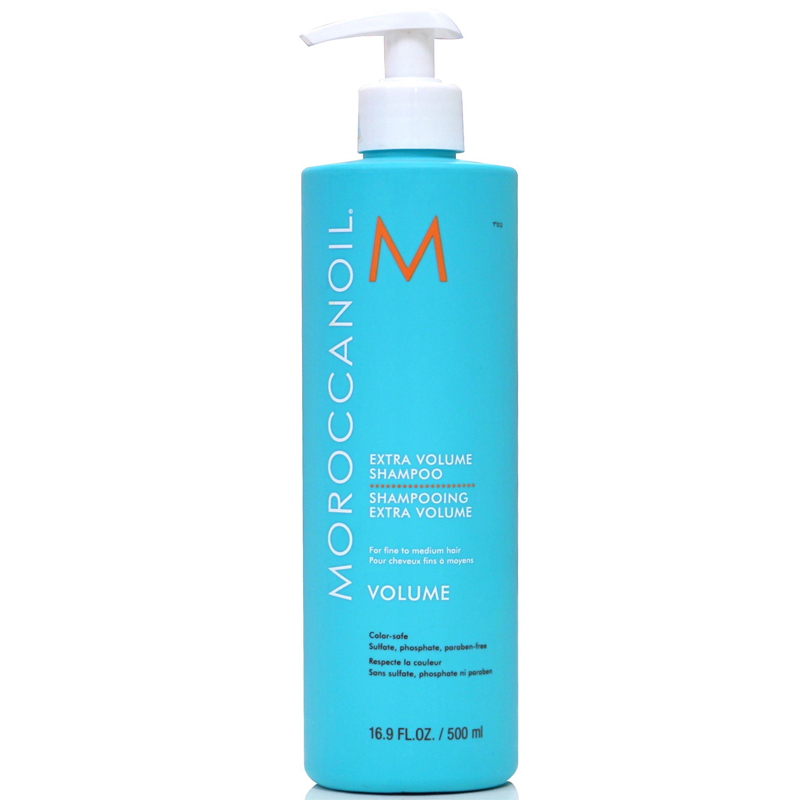 MOROCCANOIL®
M
EXTRA VOLUME
SHAMPOO
SHAMPOOING
EXTRA VOLUME
For fine to medium hair
Pour cheveux fins à moyens
VOLUME
Color-safe
Sulfate, phosphate, paraben-free
Respecte la couleur
Sans sulfate, phosphate ni paraben
16.9 FL.OZ. / 500 ml